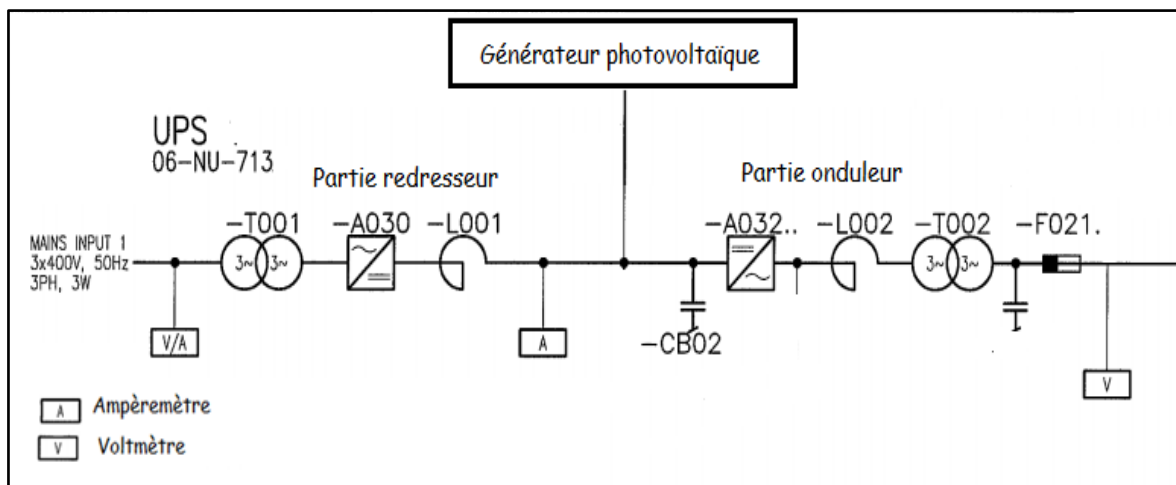 Générateur photovoltaïque
UPS
06-NU-713
Partie redresseur
Partie onduleur
-T001
-A030
-L001
-A032..
-L002
-T002
-F021.
MAINS INPUT 1
3x400V, 50Hz
3PH, 3W
3~ 3~
3~ 3~
V/A
A
-CB02
V
A Ampèremètre
V Voltmètre